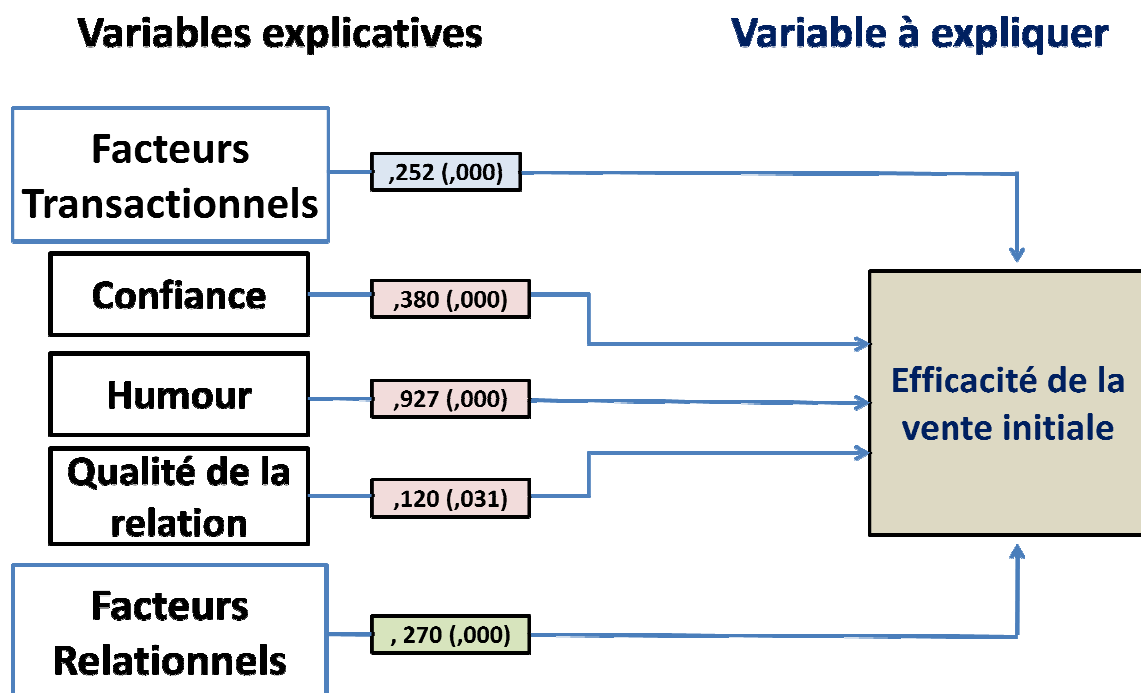 Variables explicatives
Variable à expliquer
Facteurs
Transactionnels
,252 (,000)
Confiance
,380 (,000)
Humour
,927 (,000)
Efficacité de la
vente initiale
Qualité de la
relation
,120 (,031)
Facteurs
Relationnels
, 270 (,000)